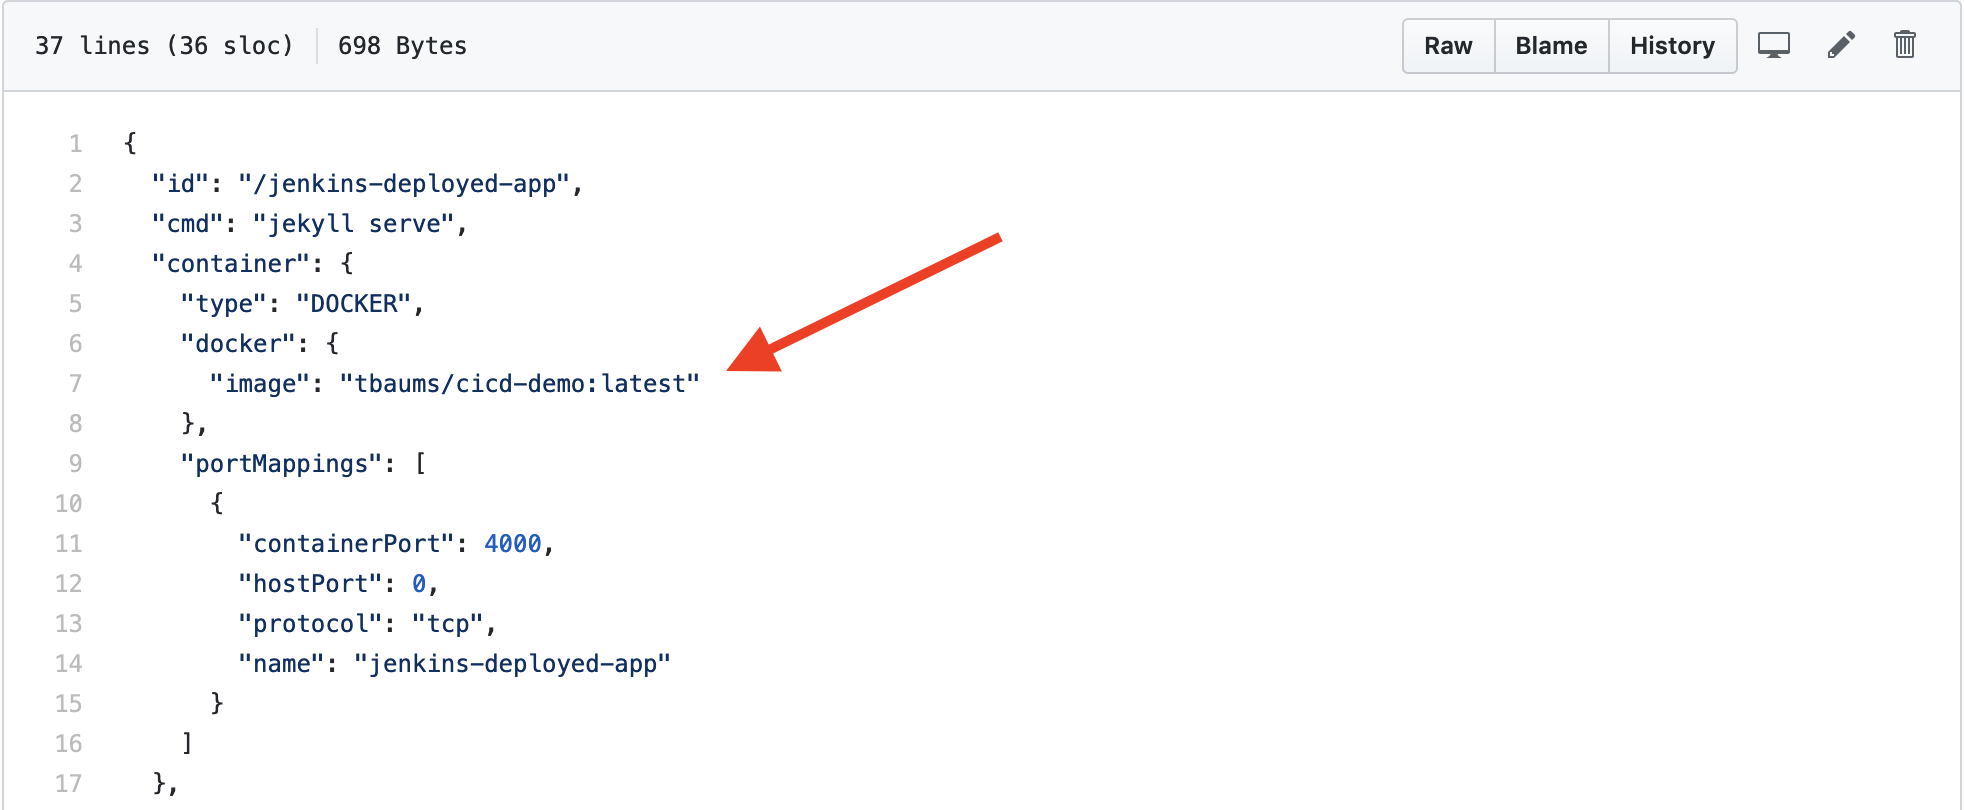 37 lines (36 sloc) 698 Bytes Raw Blame History
1 {
2 "id": "/jenkins-deployed-app",
3 "cmd": "jekyll serve",
4 "container": {
5 "type": "DOCKER",
6 "docker": {
7 "image": "tbaums/cicd-demo:latest"
8 },
9 "portMappings": [
10 {
11 "containerPort": 4000,
12 "hostPort": 0,
13 "protocol": "tcp",
14 "name": "jenkins-deployed-app"
15 }
16 ]
17 },